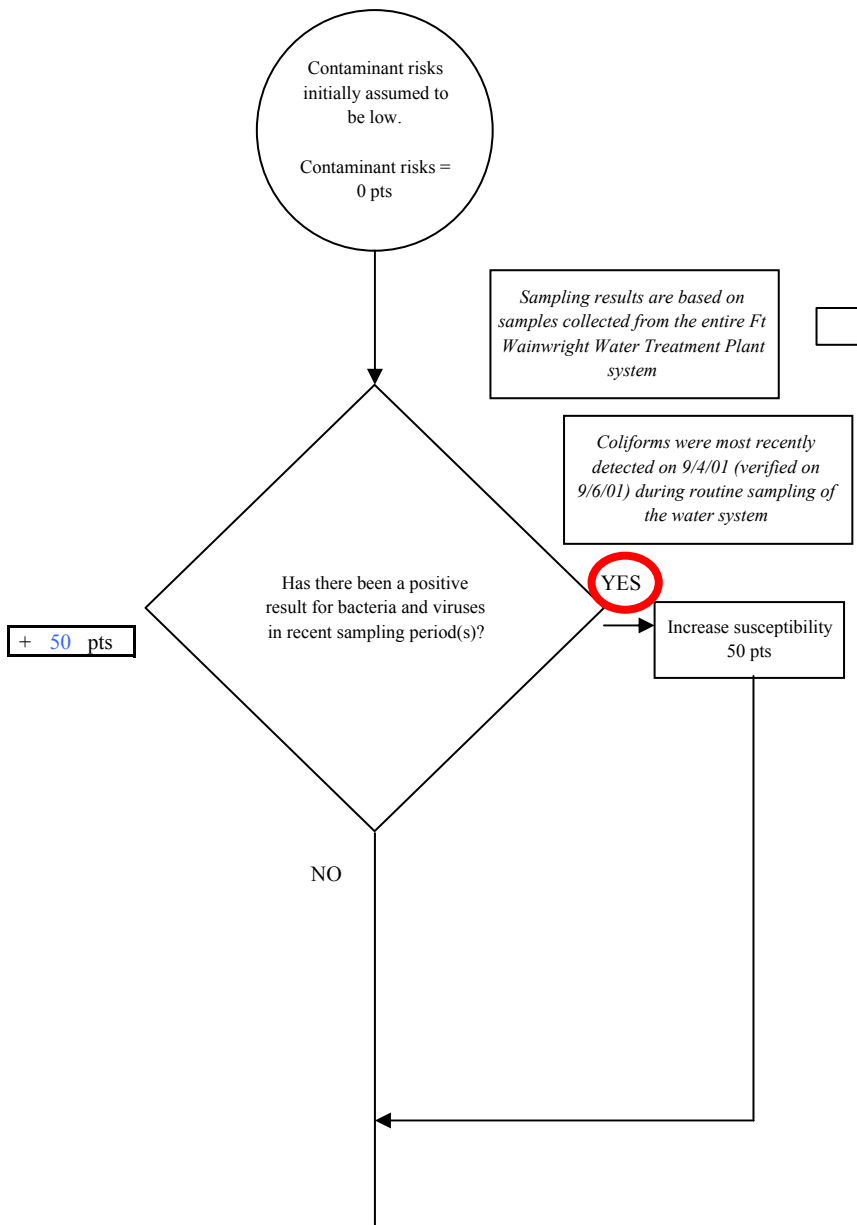 Contaminant risks
initially assumed to
be low.
Contaminant risks =
0 pts
Sampling results are based on
samples collected from the entire Ft
Wainwright Water Treatment Plant
system
Coliforms were most recently
detected on 9/4/01 (verified on
9/6/01) during routine sampling of
the water system
Has there been a positive
result for bacteria and viruses
in recent sampling period(s)?
YES
+ 50 pts
Increase susceptibility
50 pts
NO